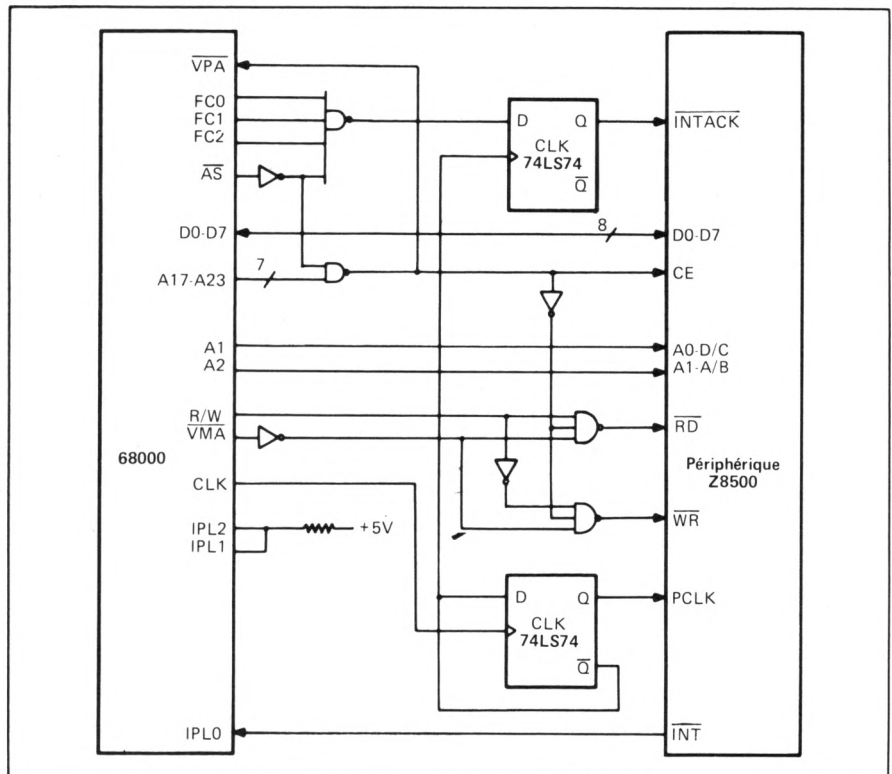 VPA
FC0
FC1
FC2
AS
D0-D7
7
A17-A23
A1
A2
R/W
VMA
68000
CLK
IPL2
IPL1
+5V
IPL0
D
Q
CLK
74LS74
Q
8
D
Q
CLK
74LS74
Q
INTACK
D0-D7
CE
A0-D/C
A1-A/B
RD
Périphérique
Z8500
WR
PCLK
INT